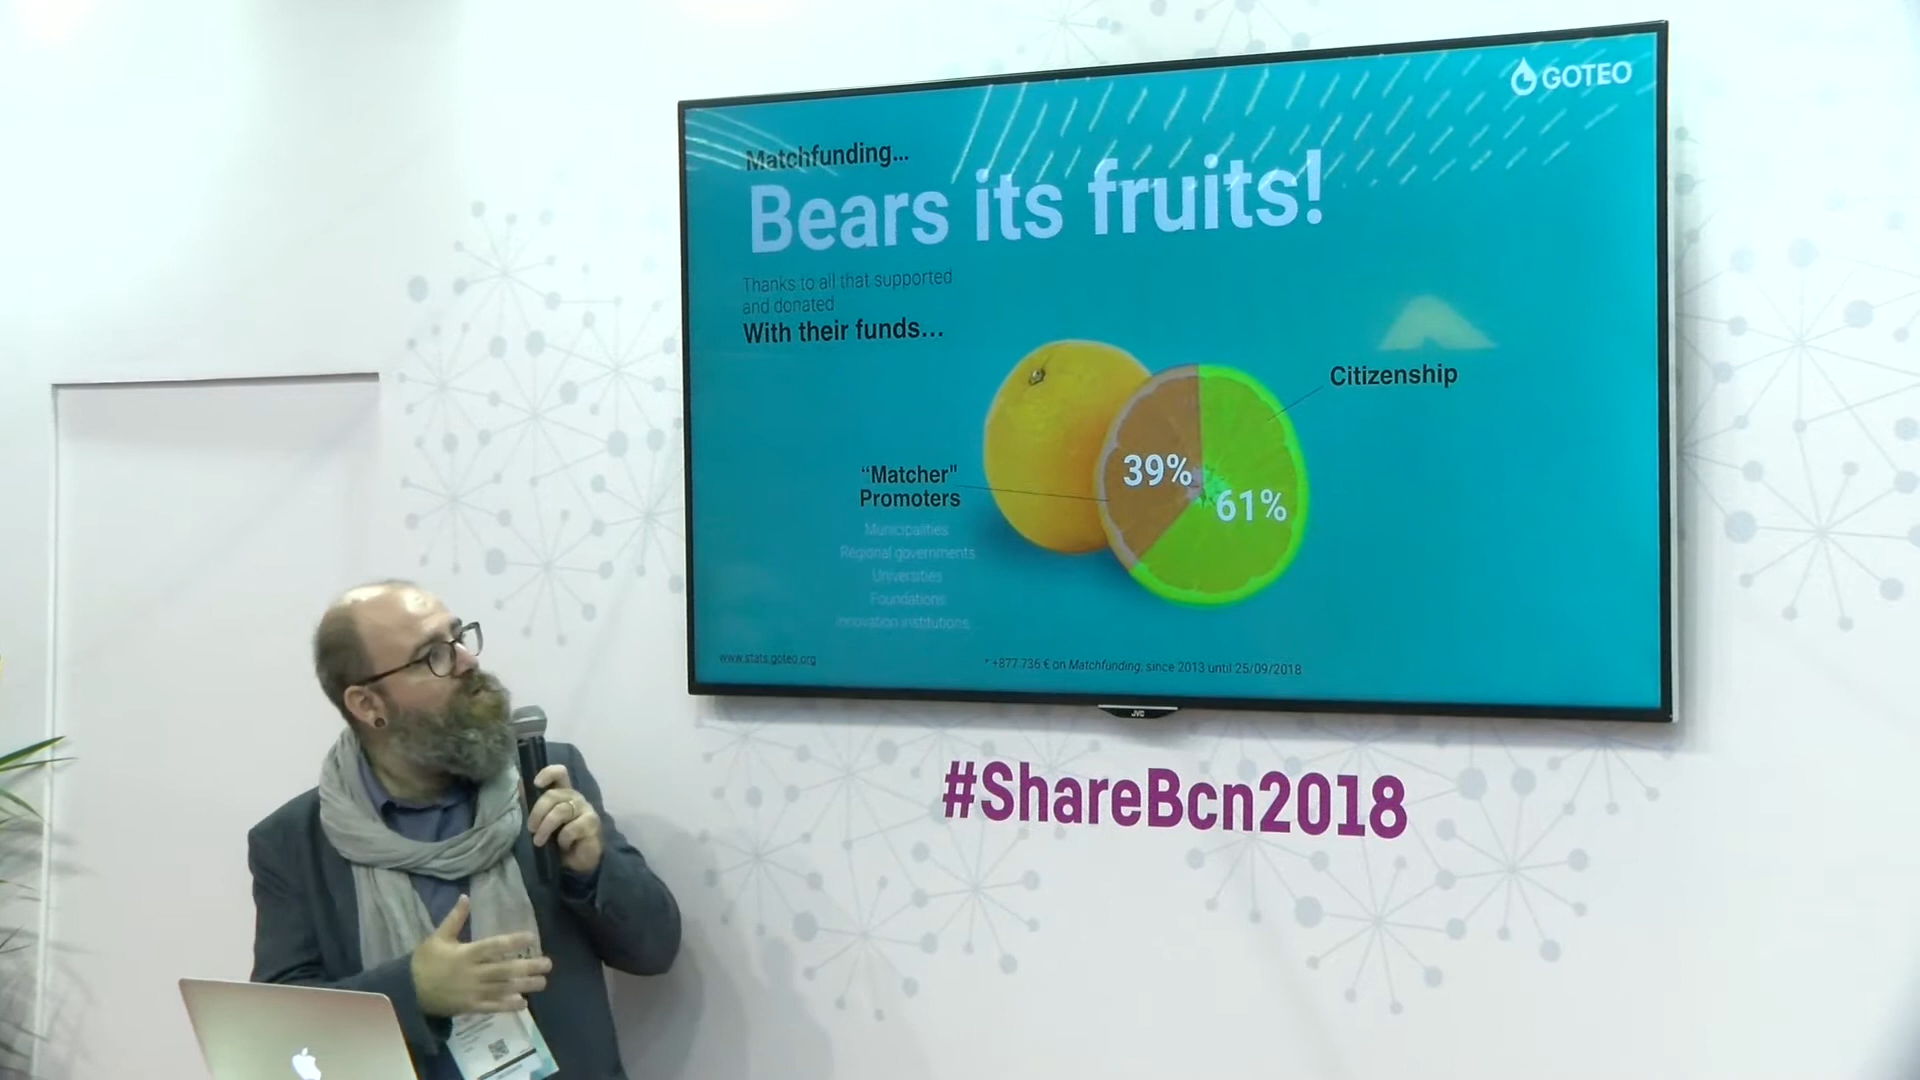 GOTEO
Matchfunding...
Bears its fruits!
Thanks to all that supported
and donated
With their funds...
Citizenship
39%
61%
“Matcher"
Promoters
Municipalities
Regional governments
Universities
Foundations
Innovation institutions
www.stats.goteo.org
* +877.736 € on Matchfunding, since 2013 until 25/09/2018
JVC
#ShareBcn2018